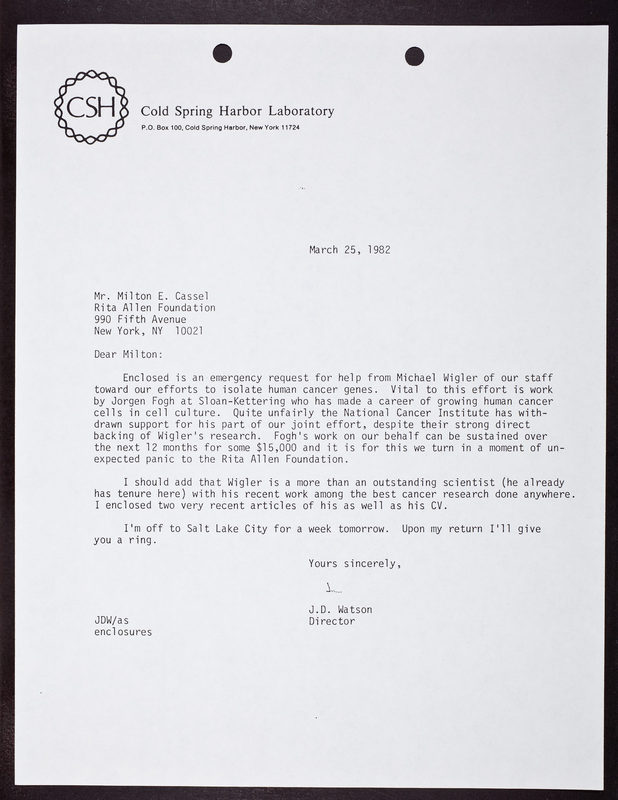 CSH
Cold Spring Harbor Laboratory
P.O. Box 100, Cold Spring Harbor, New York 11724
March 25, 1982
Mr. Milton E. Cassel
Rita Allen Foundation
990 Fifth Avenue
New York, NY 10021
Dear Milton:
Enclosed is an emergency request for help from Michael Wigler of our staff
toward our efforts to isolate human cancer genes. Vital to this effort is work
by Jorgen Fogh at Sloan-Kettering who has made a career of growing human cancer
cells in cell culture. Quite unfairly the National Cancer Institute has with-
drawn support for his part of our joint effort, despite their strong direct
backing of Wigler's research. Fogh's work on our behalf can be sustained over
the next 12 months for some $15,000 and it is for this we turn in a moment of un-
expected panic to the Rita Allen Foundation.
I should add that Wigler is a more than an outstanding scientist (he already
has tenure here) with his recent work among the best cancer research done anywhere.
I enclosed two very recent articles of his as well as his CV.
I'm off to Salt Lake City for a week tomorrow. Upon my return I'll give
you a ring.
Yours sincerely,
J.D. Watson
JDW/as Director
enclosures